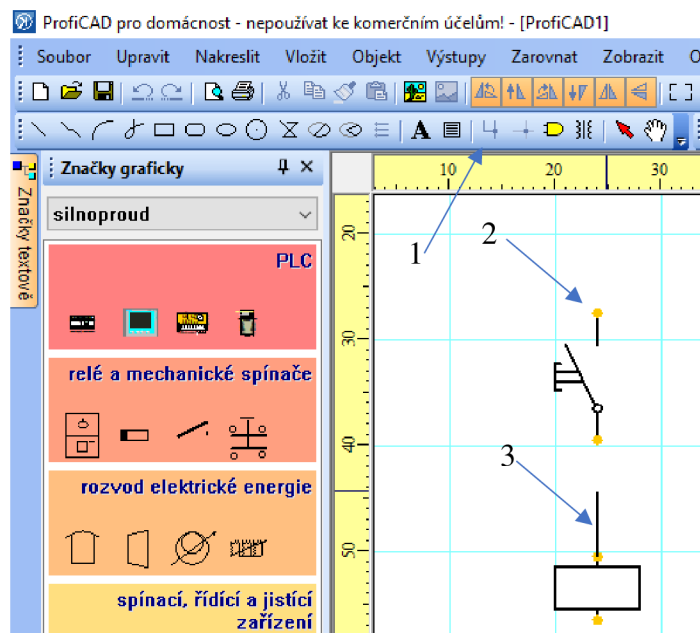 ProfiCAD pro domácnost - nepoužívat ke komerčním účelům! - [ProfiCAD1]
Soubor Upravit Nakreslit Vložit Objekt Výstupy Zarovnat Zobrazit O
A
Značky graficky
10 20 30
Značky textově
silnoproud
1
2
20
PLC
30
relé a mechanické spínače
40
3
rozvod elektrické energie
50
spínací, řídící a jistící
zařízení